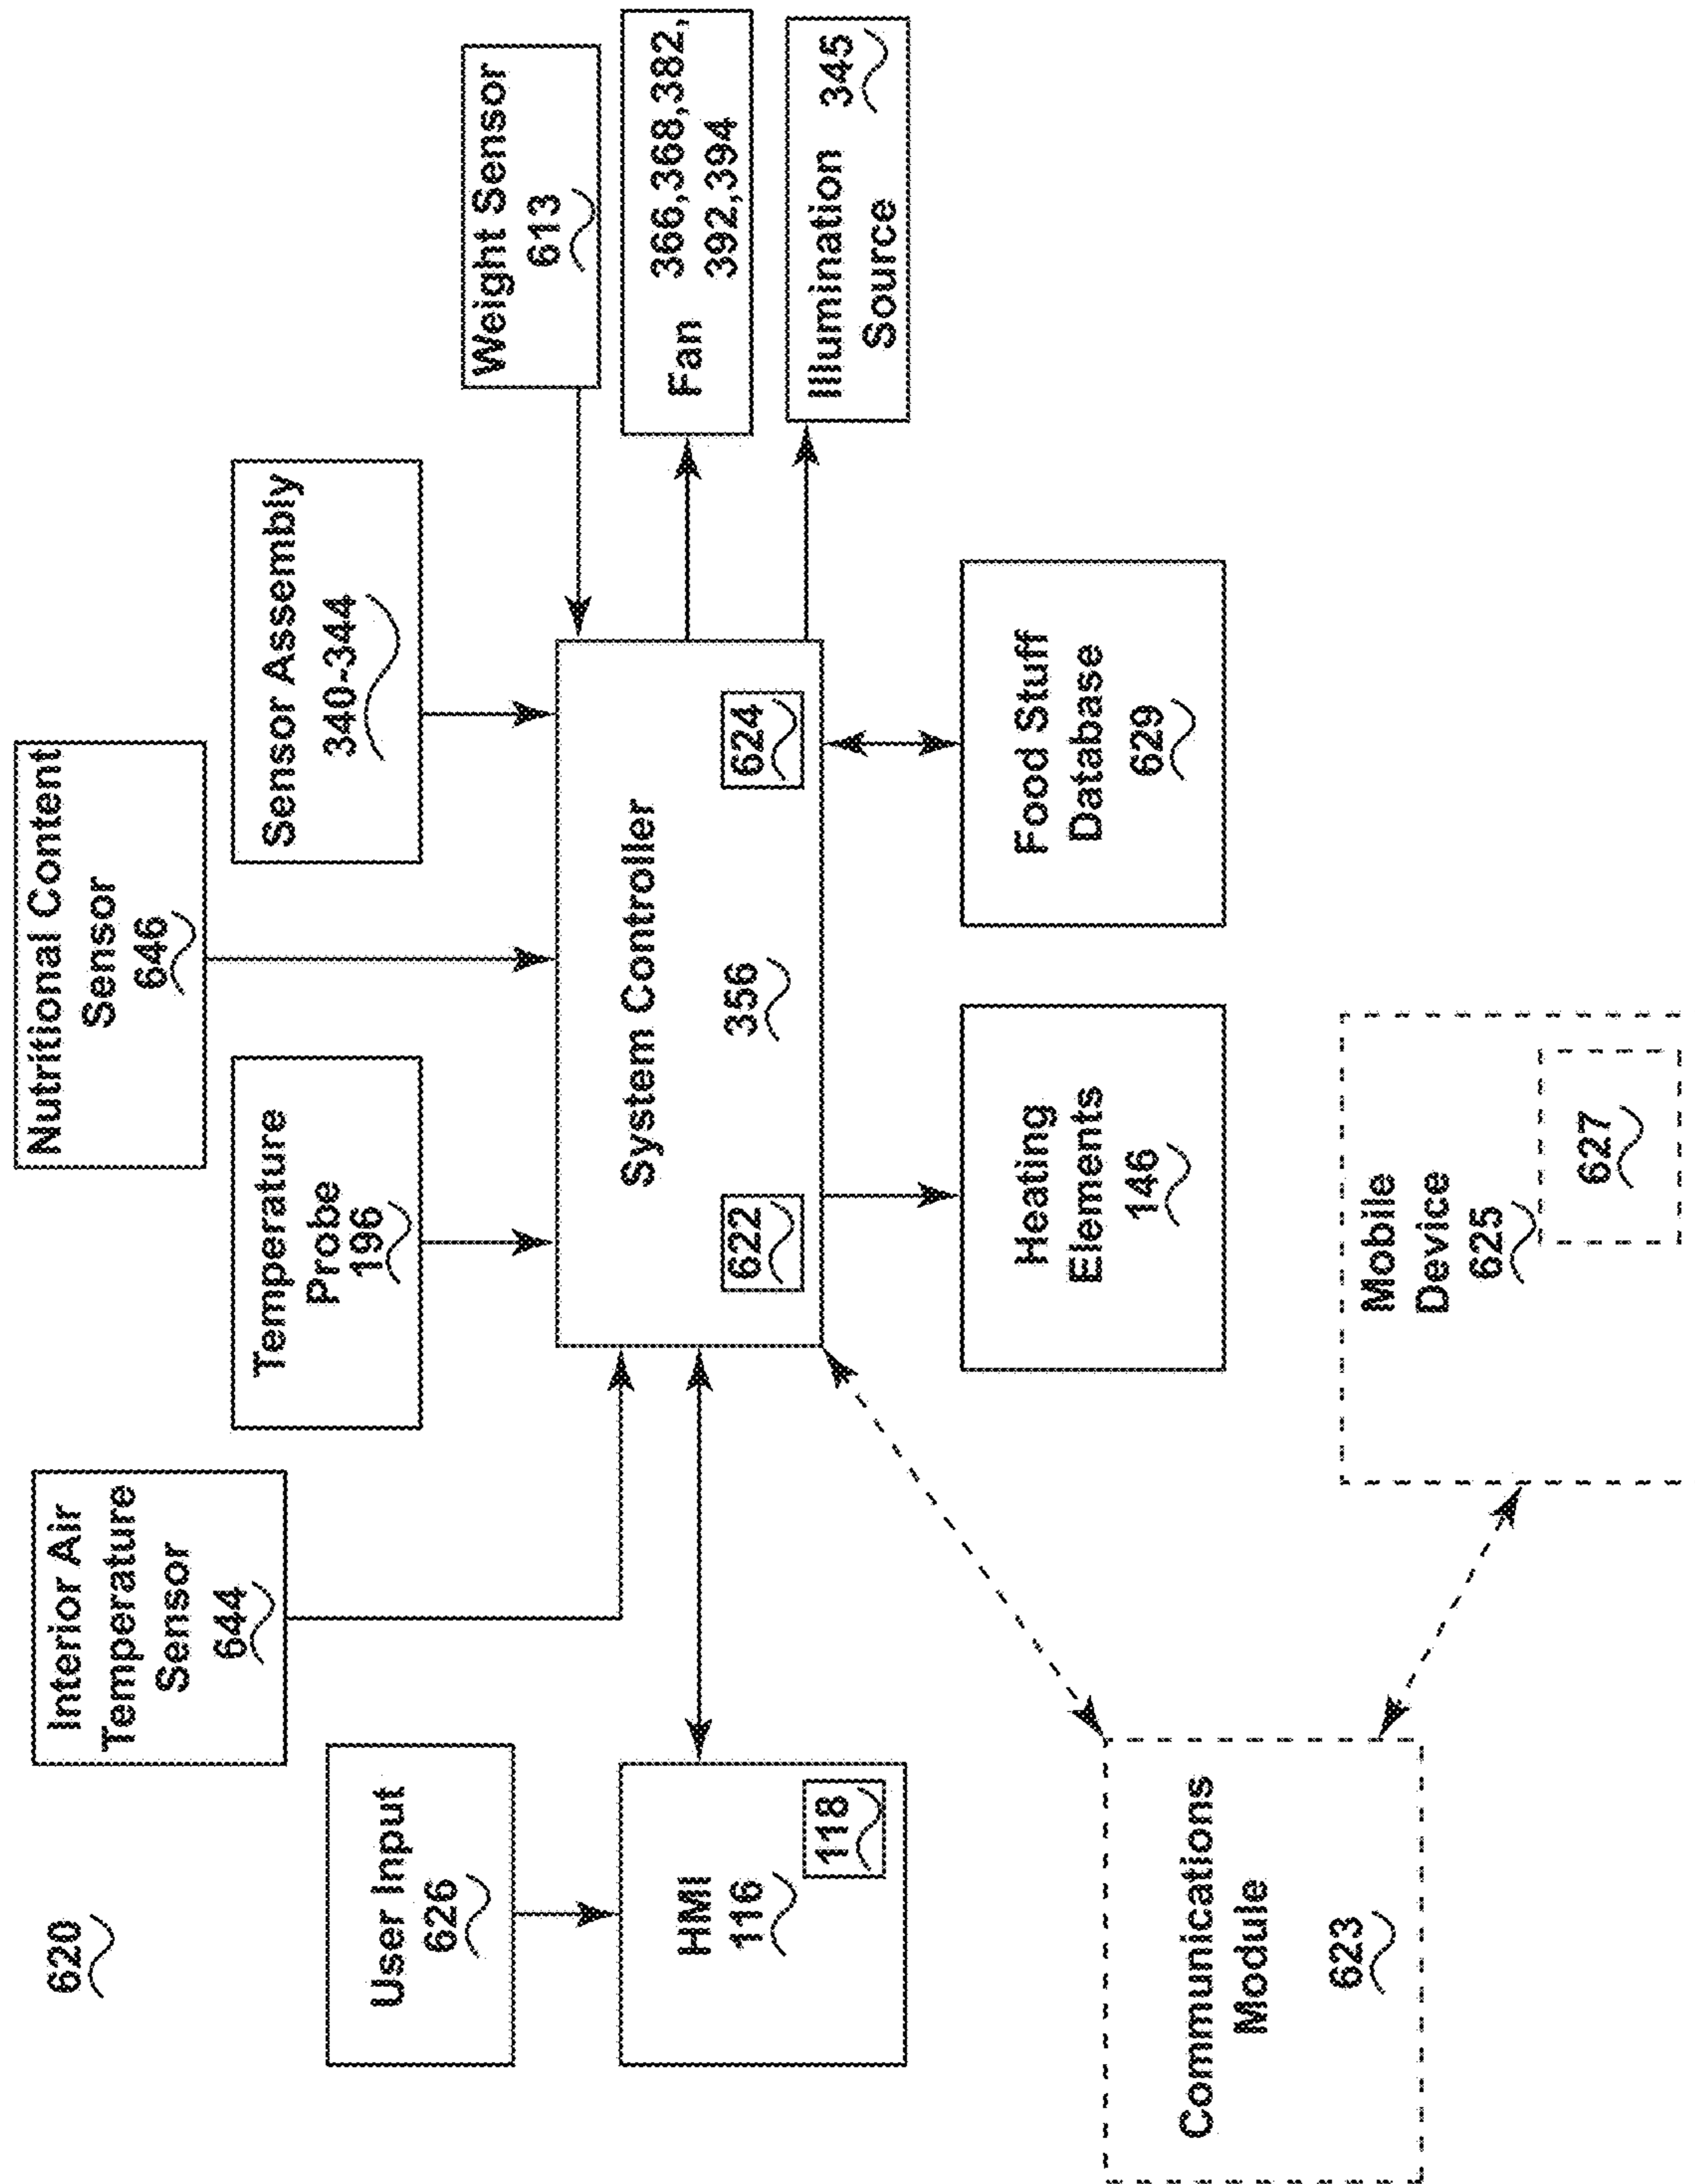 620
Interior Air
Temperature
Sensor
644
Nutritional Content
Sensor
646
User Input
626
Temperature
Probe
196
Sensor Assembly
340-344
Weight Sensor
613
HMI
116
118
System Controller
356
622
624
Fan 366,368,382,
392,394
Illumination 345
Source
Heating
Elements
146
Food Stuff
Database
629
Communications
Module
623
Mobile
Device
625
627